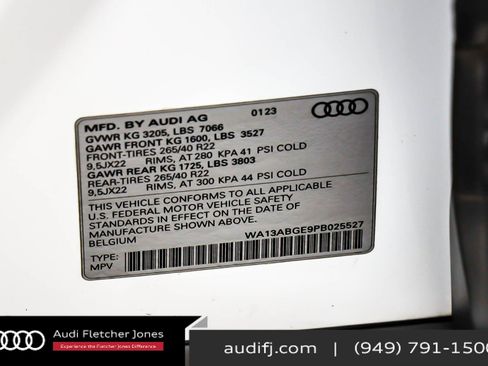 MFD. BY AUDI AG 0123
GVWR KG 3205, LBS 7066
GAWR FRONT KG 1600, LBS 3527
FRONT-TIRES 265/40 R22
9,5JX22 RIMS, AT 280 KPA 41 PSI COLD
GAWR REAR KG 1725, LBS 3803
REAR-TIRES 265/40 R22
9,5JX22 RIMS, AT 300 KPA 44 PSI COLD
THIS VEHICLE CONFORMS TO ALL APPLICABLE
U.S. FEDERAL MOTOR VEHICLE SAFETY
STANDARDS IN EFFECT ON THE DATE OF
MANUFACTURE SHOWN ABOVE.
BELGIUM WA13ABGE9PB025527
TYPE:
MPV
Audi Fletcher Jones
Experience the Fletcher Jones Difference.
audifj.com | (949) 791-1500